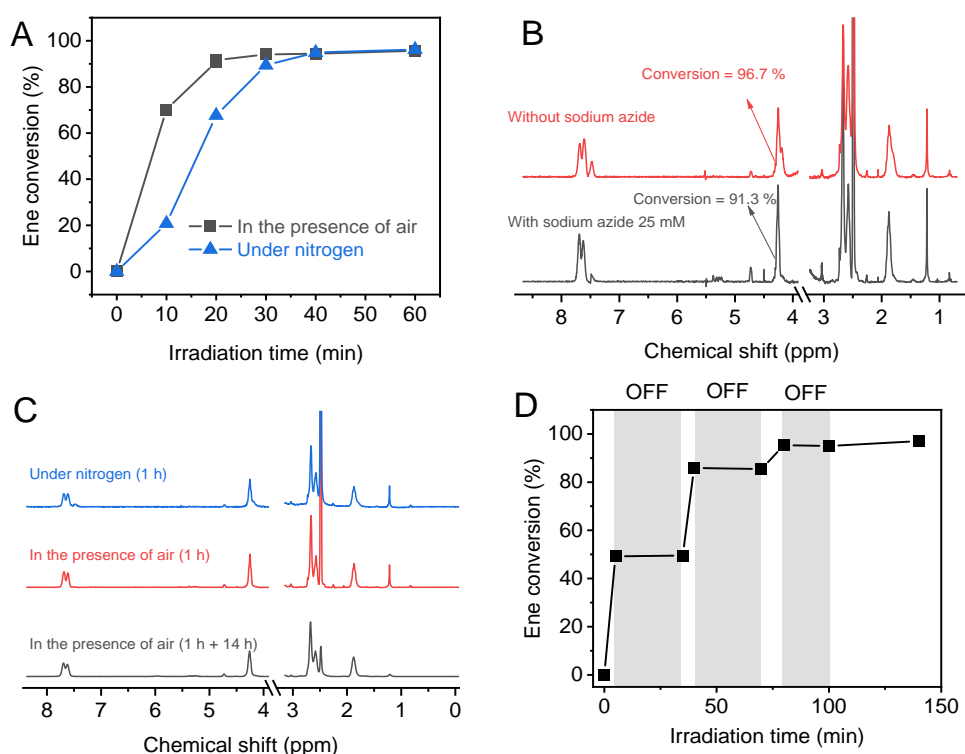 A
100
80
60
40
20
0
Ene conversion (%)
In the presence of air
Under nitrogen
0 10 20 30 40 50 60
Irradiation time (min)
B
Conversion = 96.7 %
Without sodium azide
Conversion = 91.3 %
With sodium azide 25 mM
8 7 6 5 4 3 2 1
Chemical shift (ppm)
C
Under nitrogen (1 h)
In the presence of air (1 h)
In the presence of air (1 h + 14 h)
8 7 6 5 4 3 2 1 0
Chemical shift (ppm)
D
OFF OFF OFF
100
80
60
40
20
0
Ene conversion (%)
0 50 100 150
Irradiation time (min)